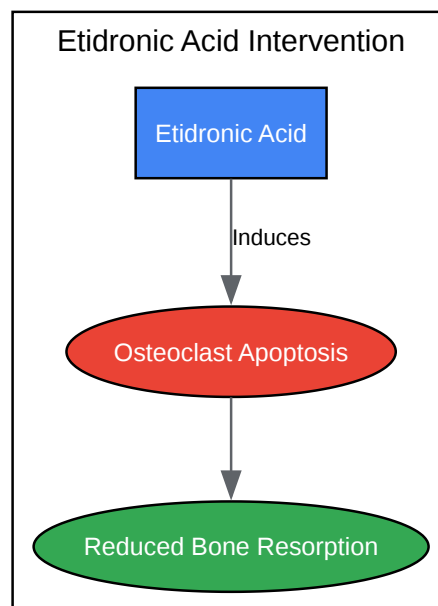 Etidronic Acid Intervention
Etidronic Acid
Induces
Osteoclast Apoptosis
Reduced Bone Resorption